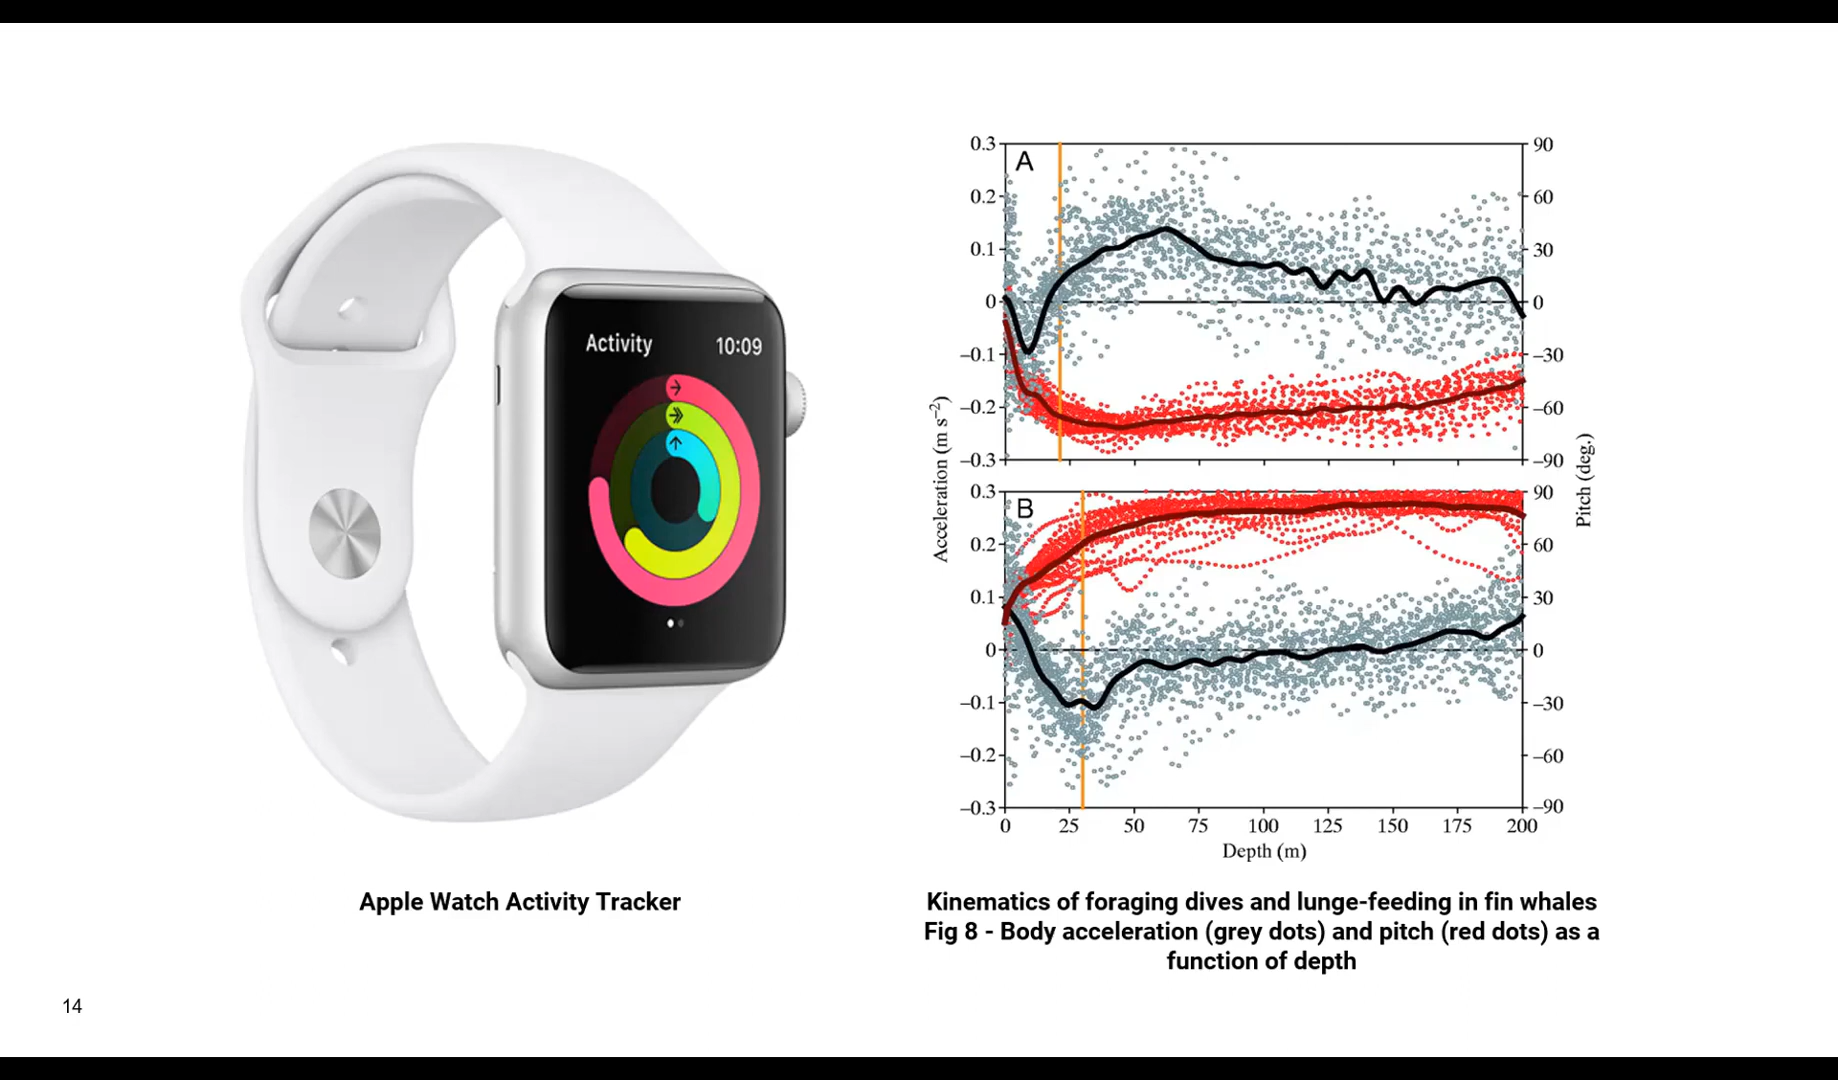 Activity 10:09
Apple Watch Activity Tracker
A
0.3
0.2
0.1
0
–0.1
–0.2
–0.3
90
60
30
0
–30
–60
–90
B
0.3
0.2
0.1
0
–0.1
–0.2
–0.3
90
60
30
0
–30
–60
–90
Acceleration (m s–2)
Pitch (deg.)
0 25 50 75 100 125 150 175 200
Depth (m)
Kinematics of foraging dives and lunge-feeding in fin whales
Fig 8 - Body acceleration (grey dots) and pitch (red dots) as a
function of depth
14